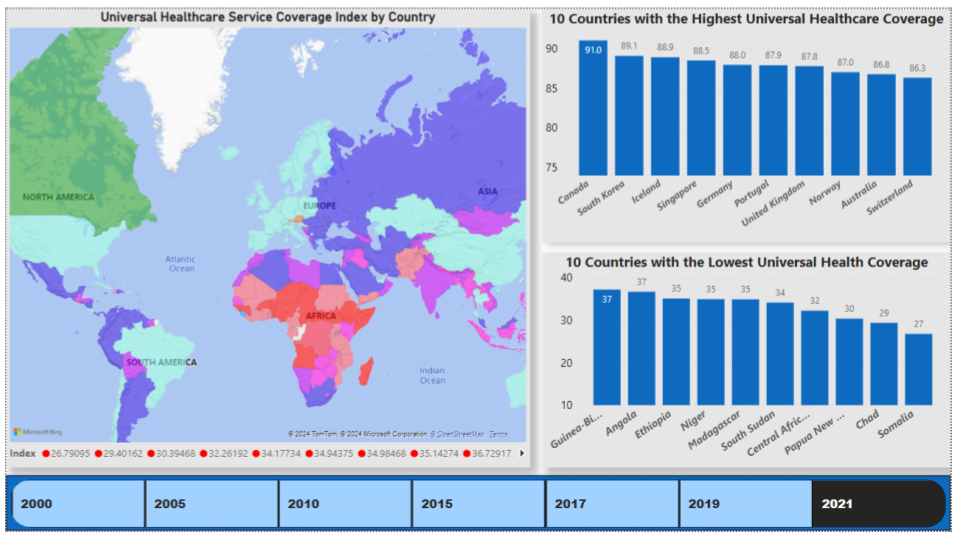 Universal Healthcare Service Coverage Index by Country
NORTH AMERICA
EUROPE
ASIA
Atlantic
Ocean
AFRICA
SOUTH AMERICA
Indian
Ocean
Microsoft Bing
© 2024 TomTom, © 2024 Microsoft Corporation, © OpenStreetMap Terms
Index 26.79095 29.40162 30.39468 32.26192 34.17734 34.94375 34.98468 35.14274 36.72917
10 Countries with the Highest Universal Healthcare Coverage
90
85
80
75
91.0 89.1 88.9 88.5 88.0 87.9 87.8 87.0 86.8 86.3
Canada
South Korea
Iceland
Singapore
Germany
Portugal
United Kingdom
Norway
Australia
Switzerland
10 Countries with the Lowest Universal Health Coverage
40
30
20
10
37 37 35 35 35 34 32 30 29 27
Guinea-Bi...
Angola
Ethiopia
Niger
Madagascar
South Sudan
Central Afric...
Papua New ...
Chad
Somalia
2000 2005 2010 2015 2017 2019 2021